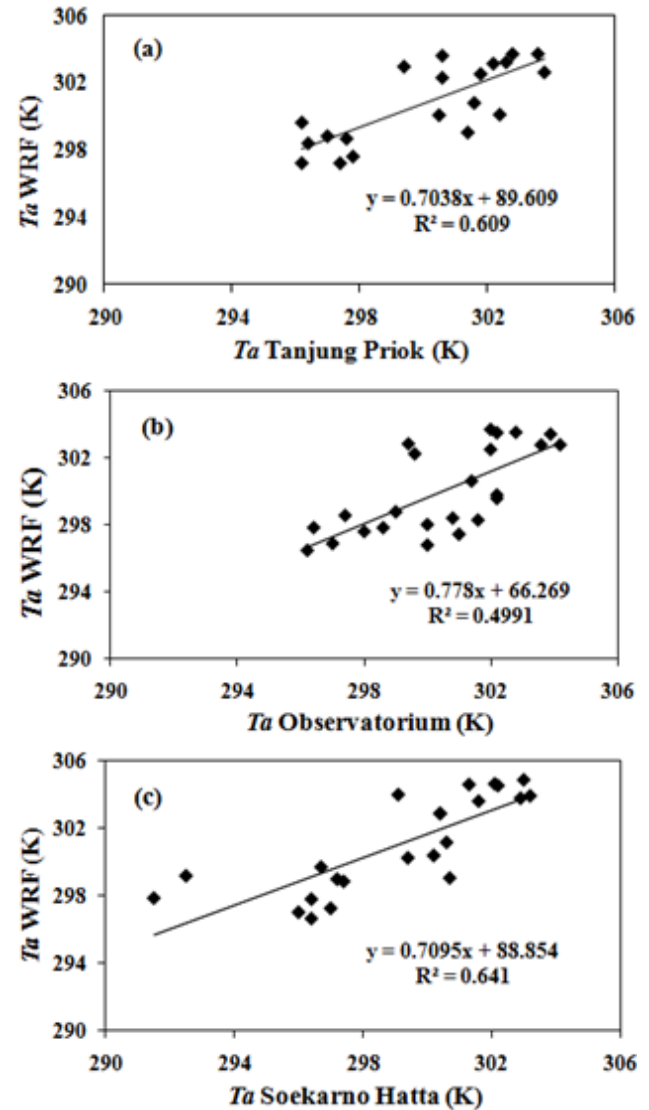 306
(a)
302
Ta WRF (K)
298
294
y = 0.7038x + 89.609
R² = 0.609
290
290 294 298 302 306
Ta Tanjung Priok (K)
306
(b)
302
Ta WRF (K)
298
294
y = 0.778x + 66.269
R² = 0.4991
290
290 294 298 302 306
Ta Observatorium (K)
306
(c)
302
Ta WRF (K)
298
294
y = 0.7095x + 88.854
R² = 0.641
290
290 294 298 302 306
Ta Soekarno Hatta (K)